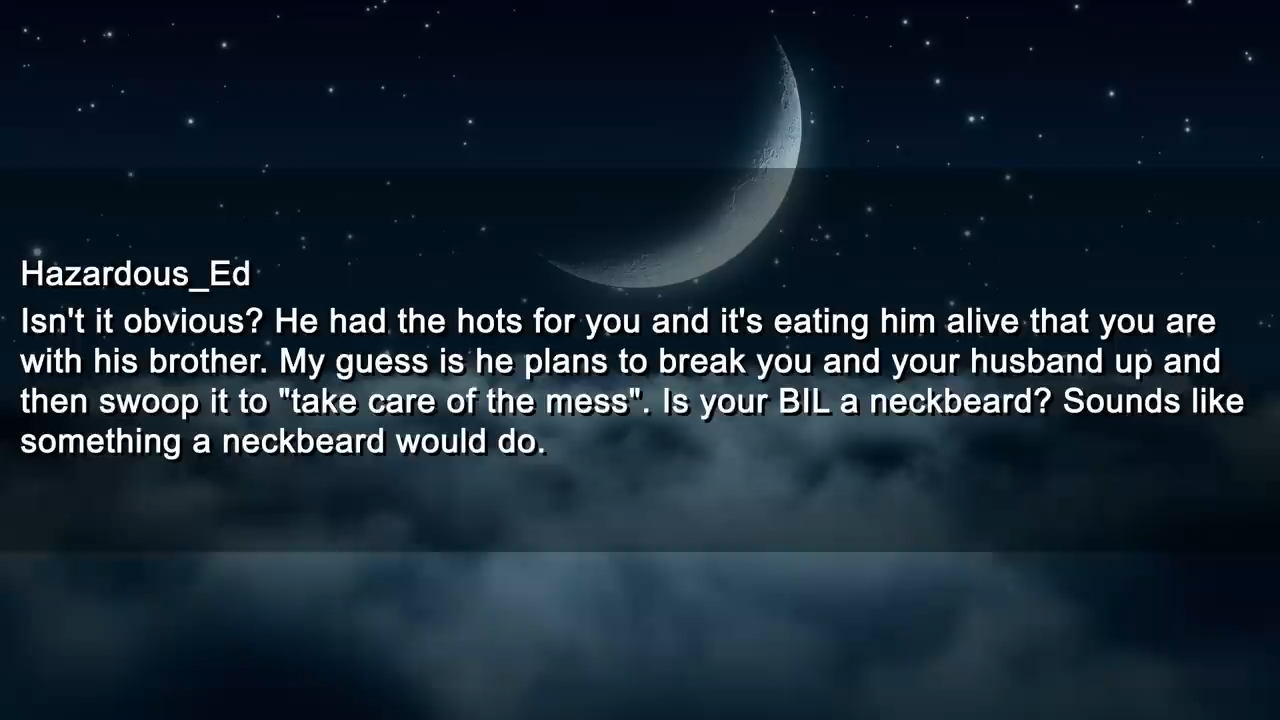 Hazardous_Ed
Isn't it obvious? He had the hots for you and it's eating him alive that you are
with his brother. My guess is he plans to break you and your husband up and
then swoop it to "take care of the mess". Is your BIL a neckbeard? Sounds like
something a neckbeard would do.